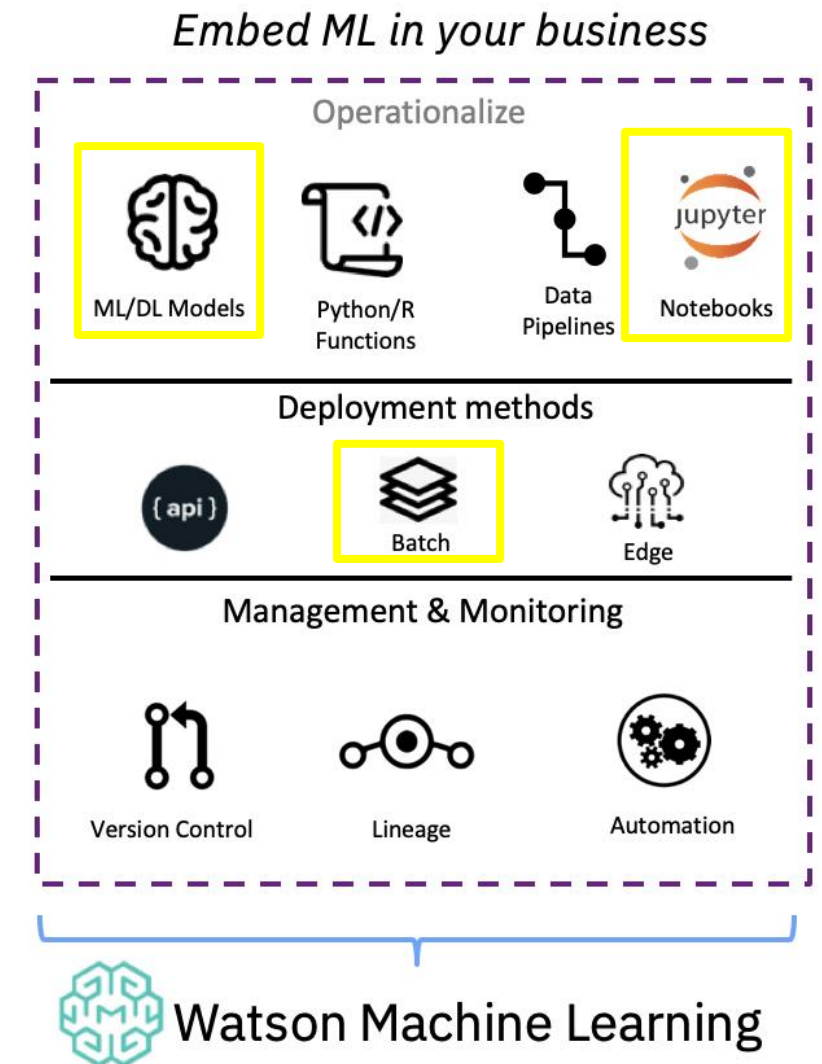 Embed ML in your business
Operationalize
</>
jupyter
ML/DL Models
Python/R
Functions
Data
Pipelines
Notebooks
Deployment methods
{ api }
Batch
Edge
Management & Monitoring
Version Control
Lineage
Automation
Watson Machine Learning